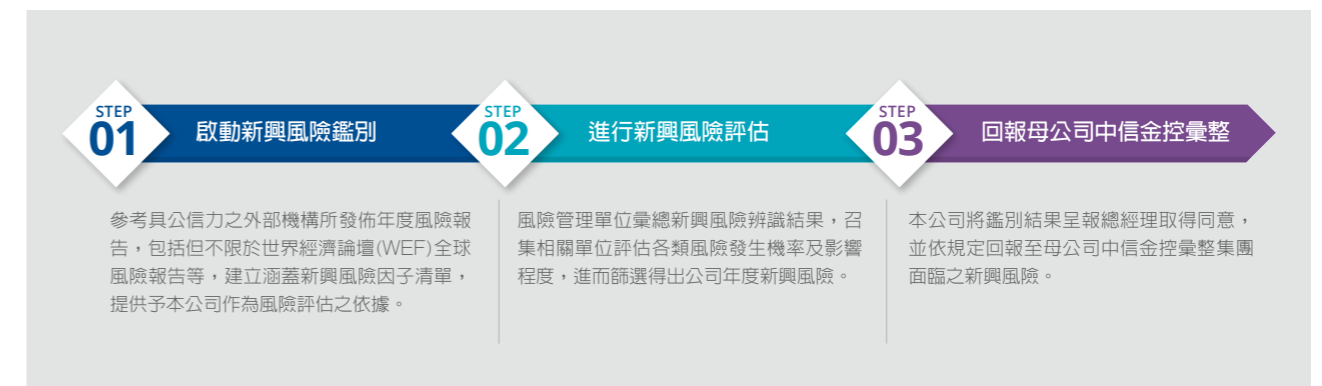 STEP
01
啟動新興風險鑑別
參考具公信力之外部機構所發佈年度風險報
告，包括但不限於世界經濟論壇(WEF)全球
風險報告等，建立涵蓋新興風險因子清單，
提供予本公司作為風險評估之依據。
STEP
02
進行新興風險評估
風險管理單位彙總新興風險辨識結果，召
集相關單位評估各類風險發生機率及影響
程度，進而篩選得出公司年度新興風險。
STEP
03
回報母公司中信金控彙整
本公司將鑑別結果呈報總經理取得同意，
並依規定回報至母公司中信金控彙整集團
面臨之新興風險。